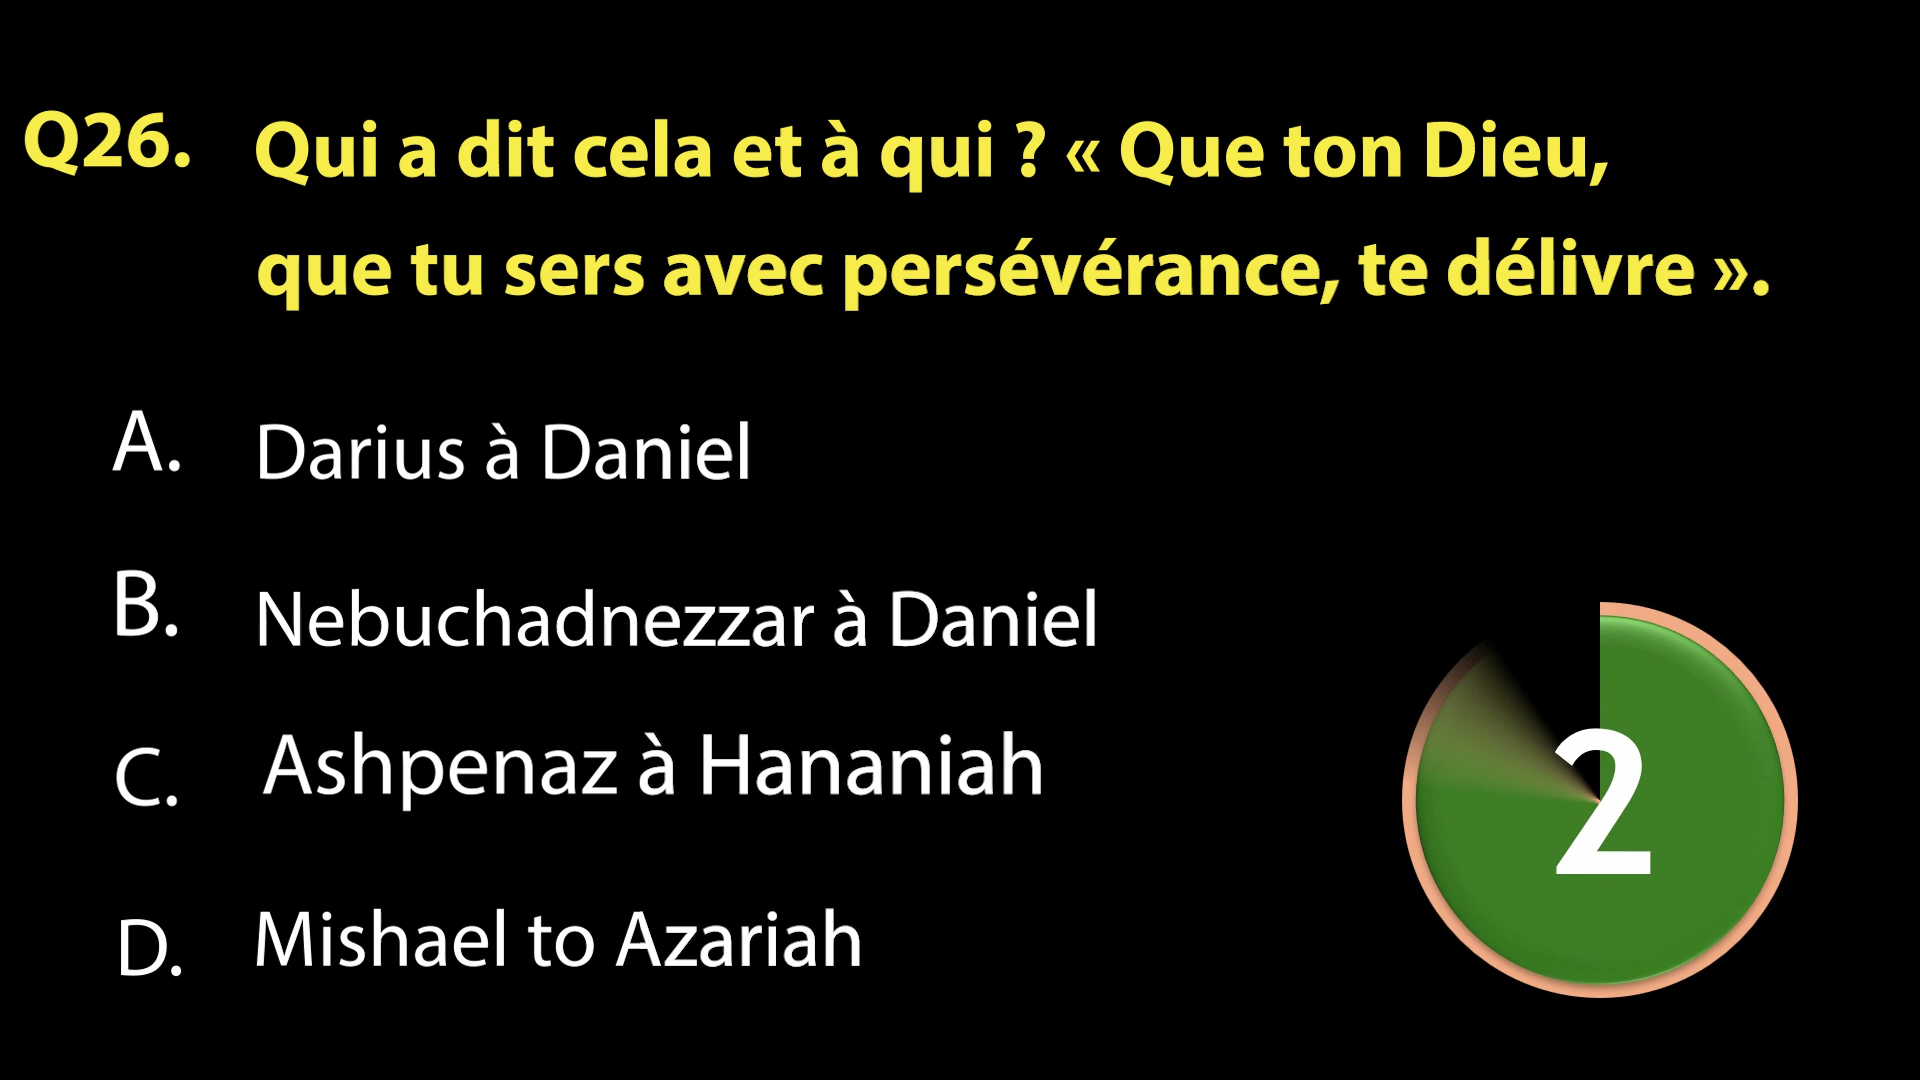 Q26. Qui a dit cela et à qui ? « Que ton Dieu,
que tu sers avec persévérance, te délivre ».
A. Darius à Daniel
B. Nebuchadnezzar à Daniel
C. Ashpenaz à Hananiah
D. Mishael to Azariah
2